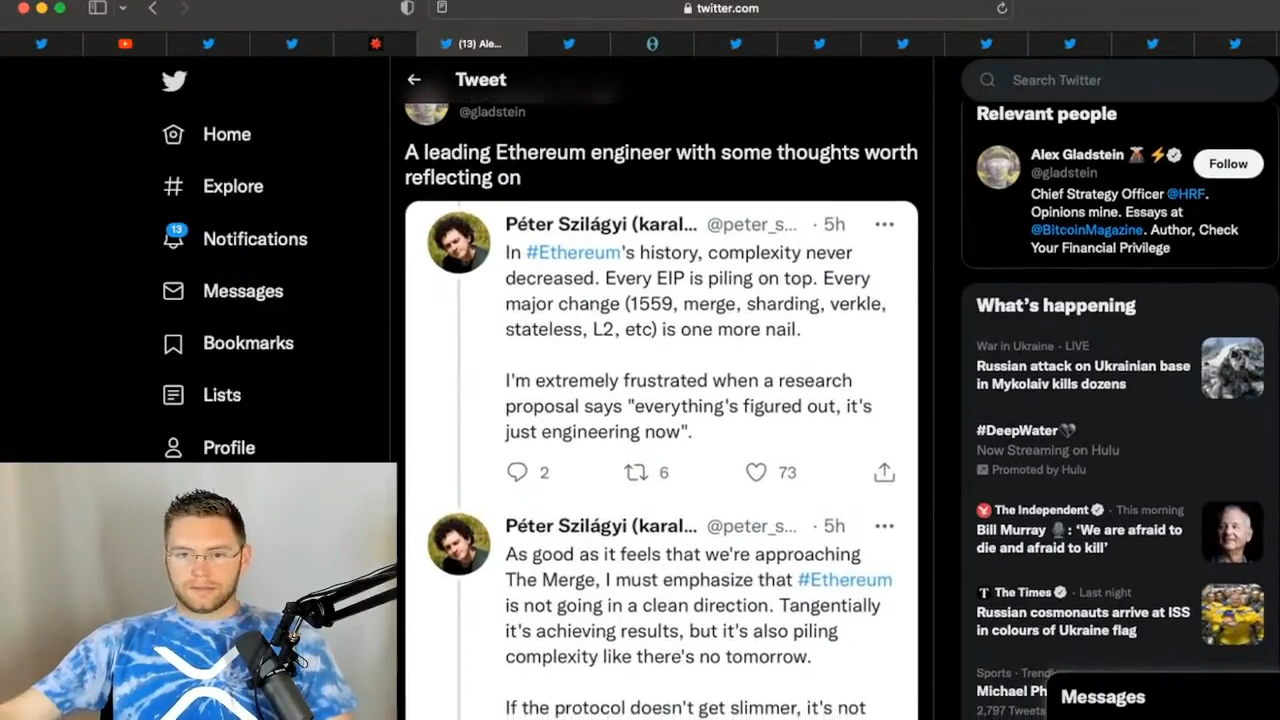 twitter.com
(13) Ale...
Tweet
Search Twitter
@gladstein
A leading Ethereum engineer with some thoughts worth
reflecting on
Péter Szilágyi (karal... @peter_s... · 5h
In #Ethereum's history, complexity never
decreased. Every EIP is piling on top. Every
major change (1559, merge, sharding, verkle,
stateless, L2, etc) is one more nail.
I'm extremely frustrated when a research
proposal says "everything's figured out, it's
just engineering now".
2 6 73
Péter Szilágyi (karal... @peter_s... · 5h
As good as it feels that we're approaching
The Merge, I must emphasize that #Ethereum
is not going in a clean direction. Tangentially
it's achieving results, but it's also piling
complexity like there's no tomorrow.
If the protocol doesn't get slimmer, it's not
Home
Explore
13
Notifications
Messages
Bookmarks
Lists
Profile
Relevant people
Alex Gladstein
@gladstein
Follow
Chief Strategy Officer @HRF.
Opinions mine. Essays at
@BitcoinMagazine. Author, Check
Your Financial Privilege
What's happening
War in Ukraine · LIVE
Russian attack on Ukrainian base
in Mykolaiv kills dozens
#DeepWater
Now Streaming on Hulu
Promoted by Hulu
The Independent · This morning
Bill Murray : 'We are afraid to
die and afraid to kill'
T The Times · Last night
Russian cosmonauts arrive at ISS
in colours of Ukraine flag
Sports ·
Michael Ph
2,797 Tweets
Messages